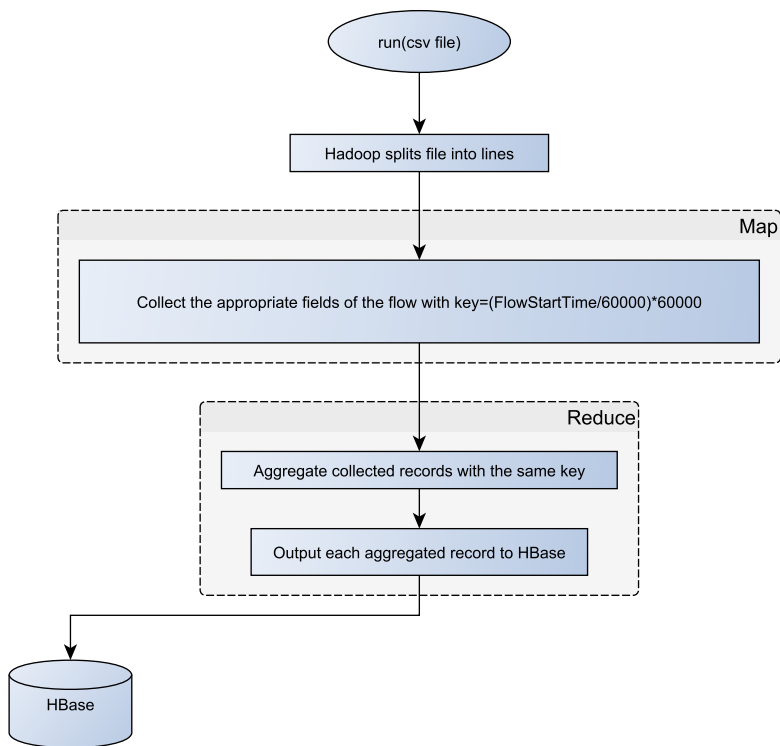 run(csv file)
Hadoop splits file into lines
Map
Collect the appropriate fields of the flow with key=(FlowStartTime/60000)*60000
Reduce
Aggregate collected records with the same key
Output each aggregated record to HBase
HBase